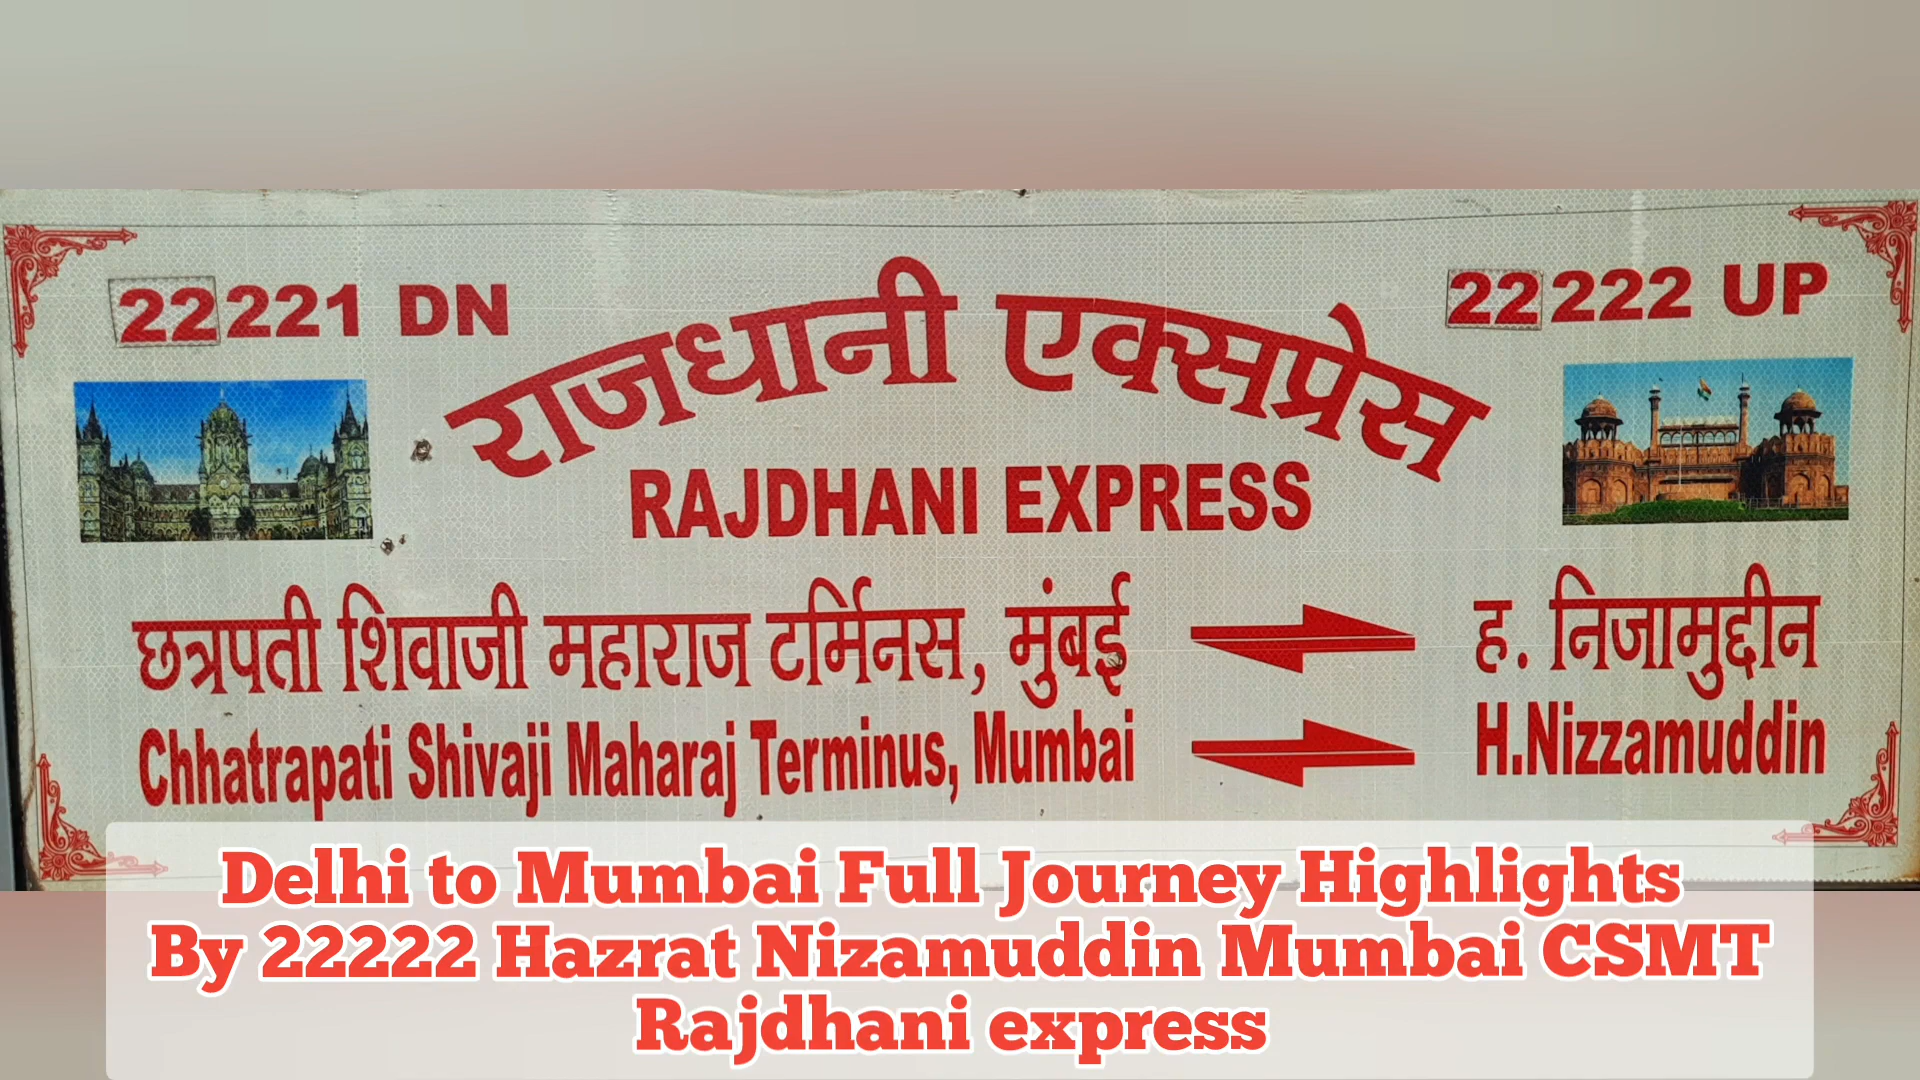 22221 DN
राजधानी एक्सप्रेस
22222 UP
RAJDHANI EXPRESS
छत्रपती शिवाजी महाराज टर्मिनस, मुंबई
ह. निजामुद्दीन
Chhatrapati Shivaji Maharaj Terminus, Mumbai
H.Nizzamuddin
Delhi to Mumbai Full Journey Highlights
By 22222 Hazrat Nizamuddin Mumbai CSMT
Rajdhani express